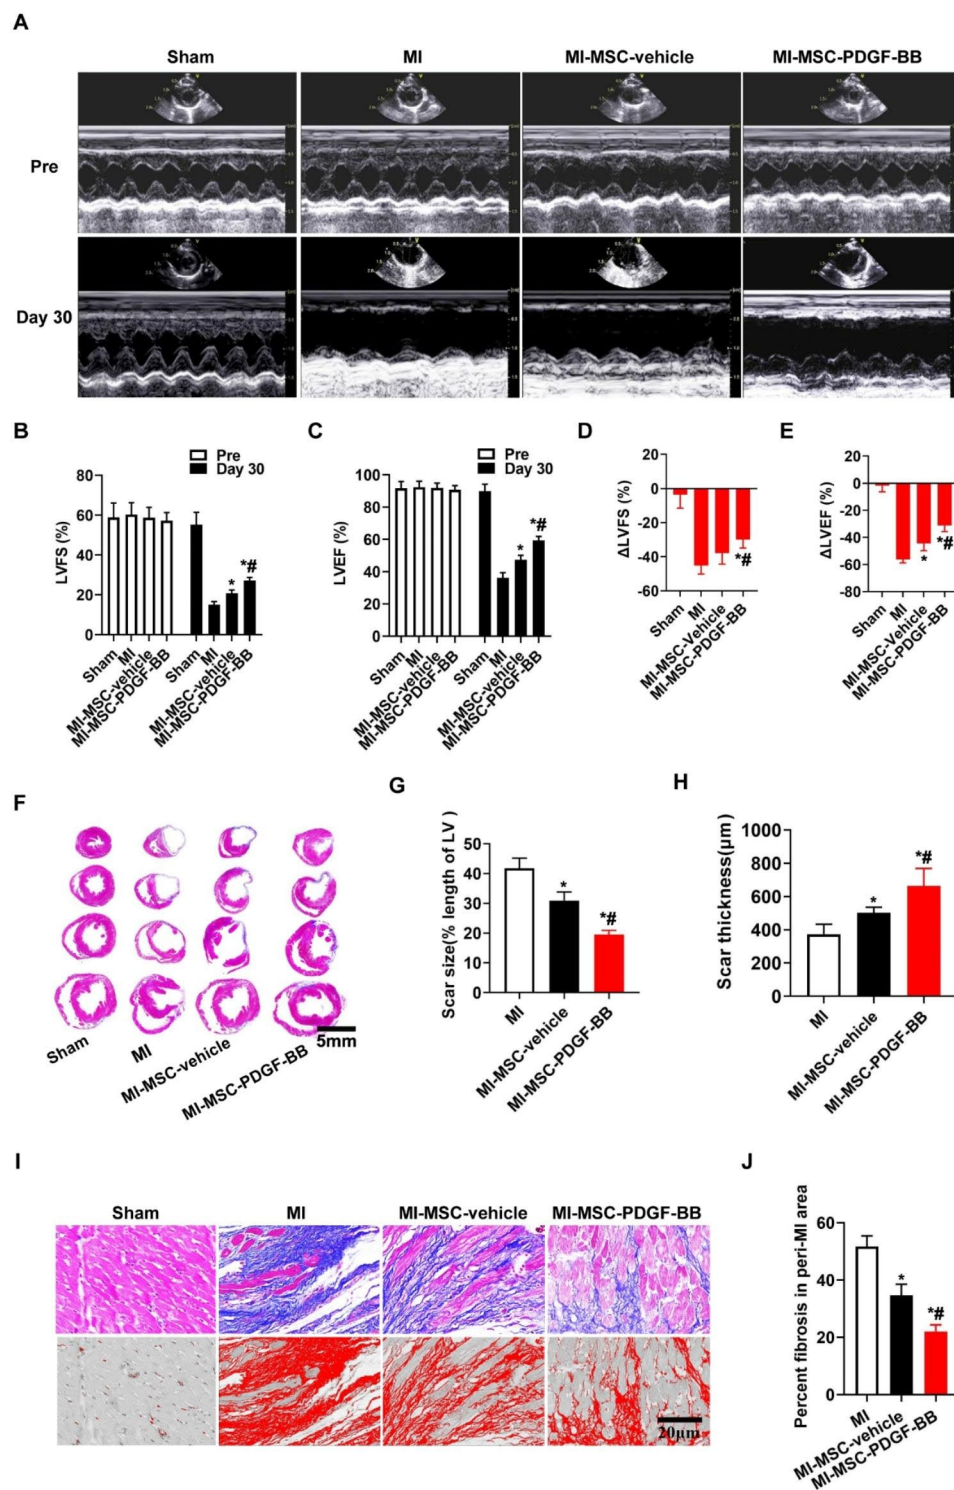 A
Sham
MI
MI-MSC-vehicle
MI-MSC-PDGF-BB
Pre
Day 30
B
Pre
Day 30
LVFS (%)
80
60
40
20
0
Sham
MI
MI-MSC-vehicle
MI-MSC-PDGF-BB
Sham
MI
MI-MSC-vehicle
MI-MSC-PDGF-BB
*
*#
C
Pre
Day 30
LVEF (%)
100
80
60
40
20
0
Sham
MI
MI-MSC-vehicle
MI-MSC-PDGF-BB
Sham
MI
MI-MSC-vehicle
MI-MSC-PDGF-BB
*
*#
D
ΔLVFS (%)
20
0
-20
-40
-60
*#
Sham
MI
MI-MSC-vehicle
MI-MSC-PDGF-BB
E
ΔLVEF (%)
20
0
-20
-40
-60
-80
*
*#
Sham
MI
MI-MSC-vehicle
MI-MSC-PDGF-BB
F
Sham
MI
MI-MSC-vehicle
MI-MSC-PDGF-BB
5mm
G
Scar size(% length of LV)
50
40
30
20
10
0
*
*#
MI
MI-MSC-vehicle
MI-MSC-PDGF-BB
H
Scar thickness(μm)
1000
800
600
400
200
0
*
*#
MI
MI-MSC-vehicle
MI-MSC-PDGF-BB
I
Sham
MI
MI-MSC-vehicle
MI-MSC-PDGF-BB
20μm
J
Percent fibrosis in peri-MI area
60
40
20
0
*
*#
MI
MI-MSC-vehicle
MI-MSC-PDGF-BB